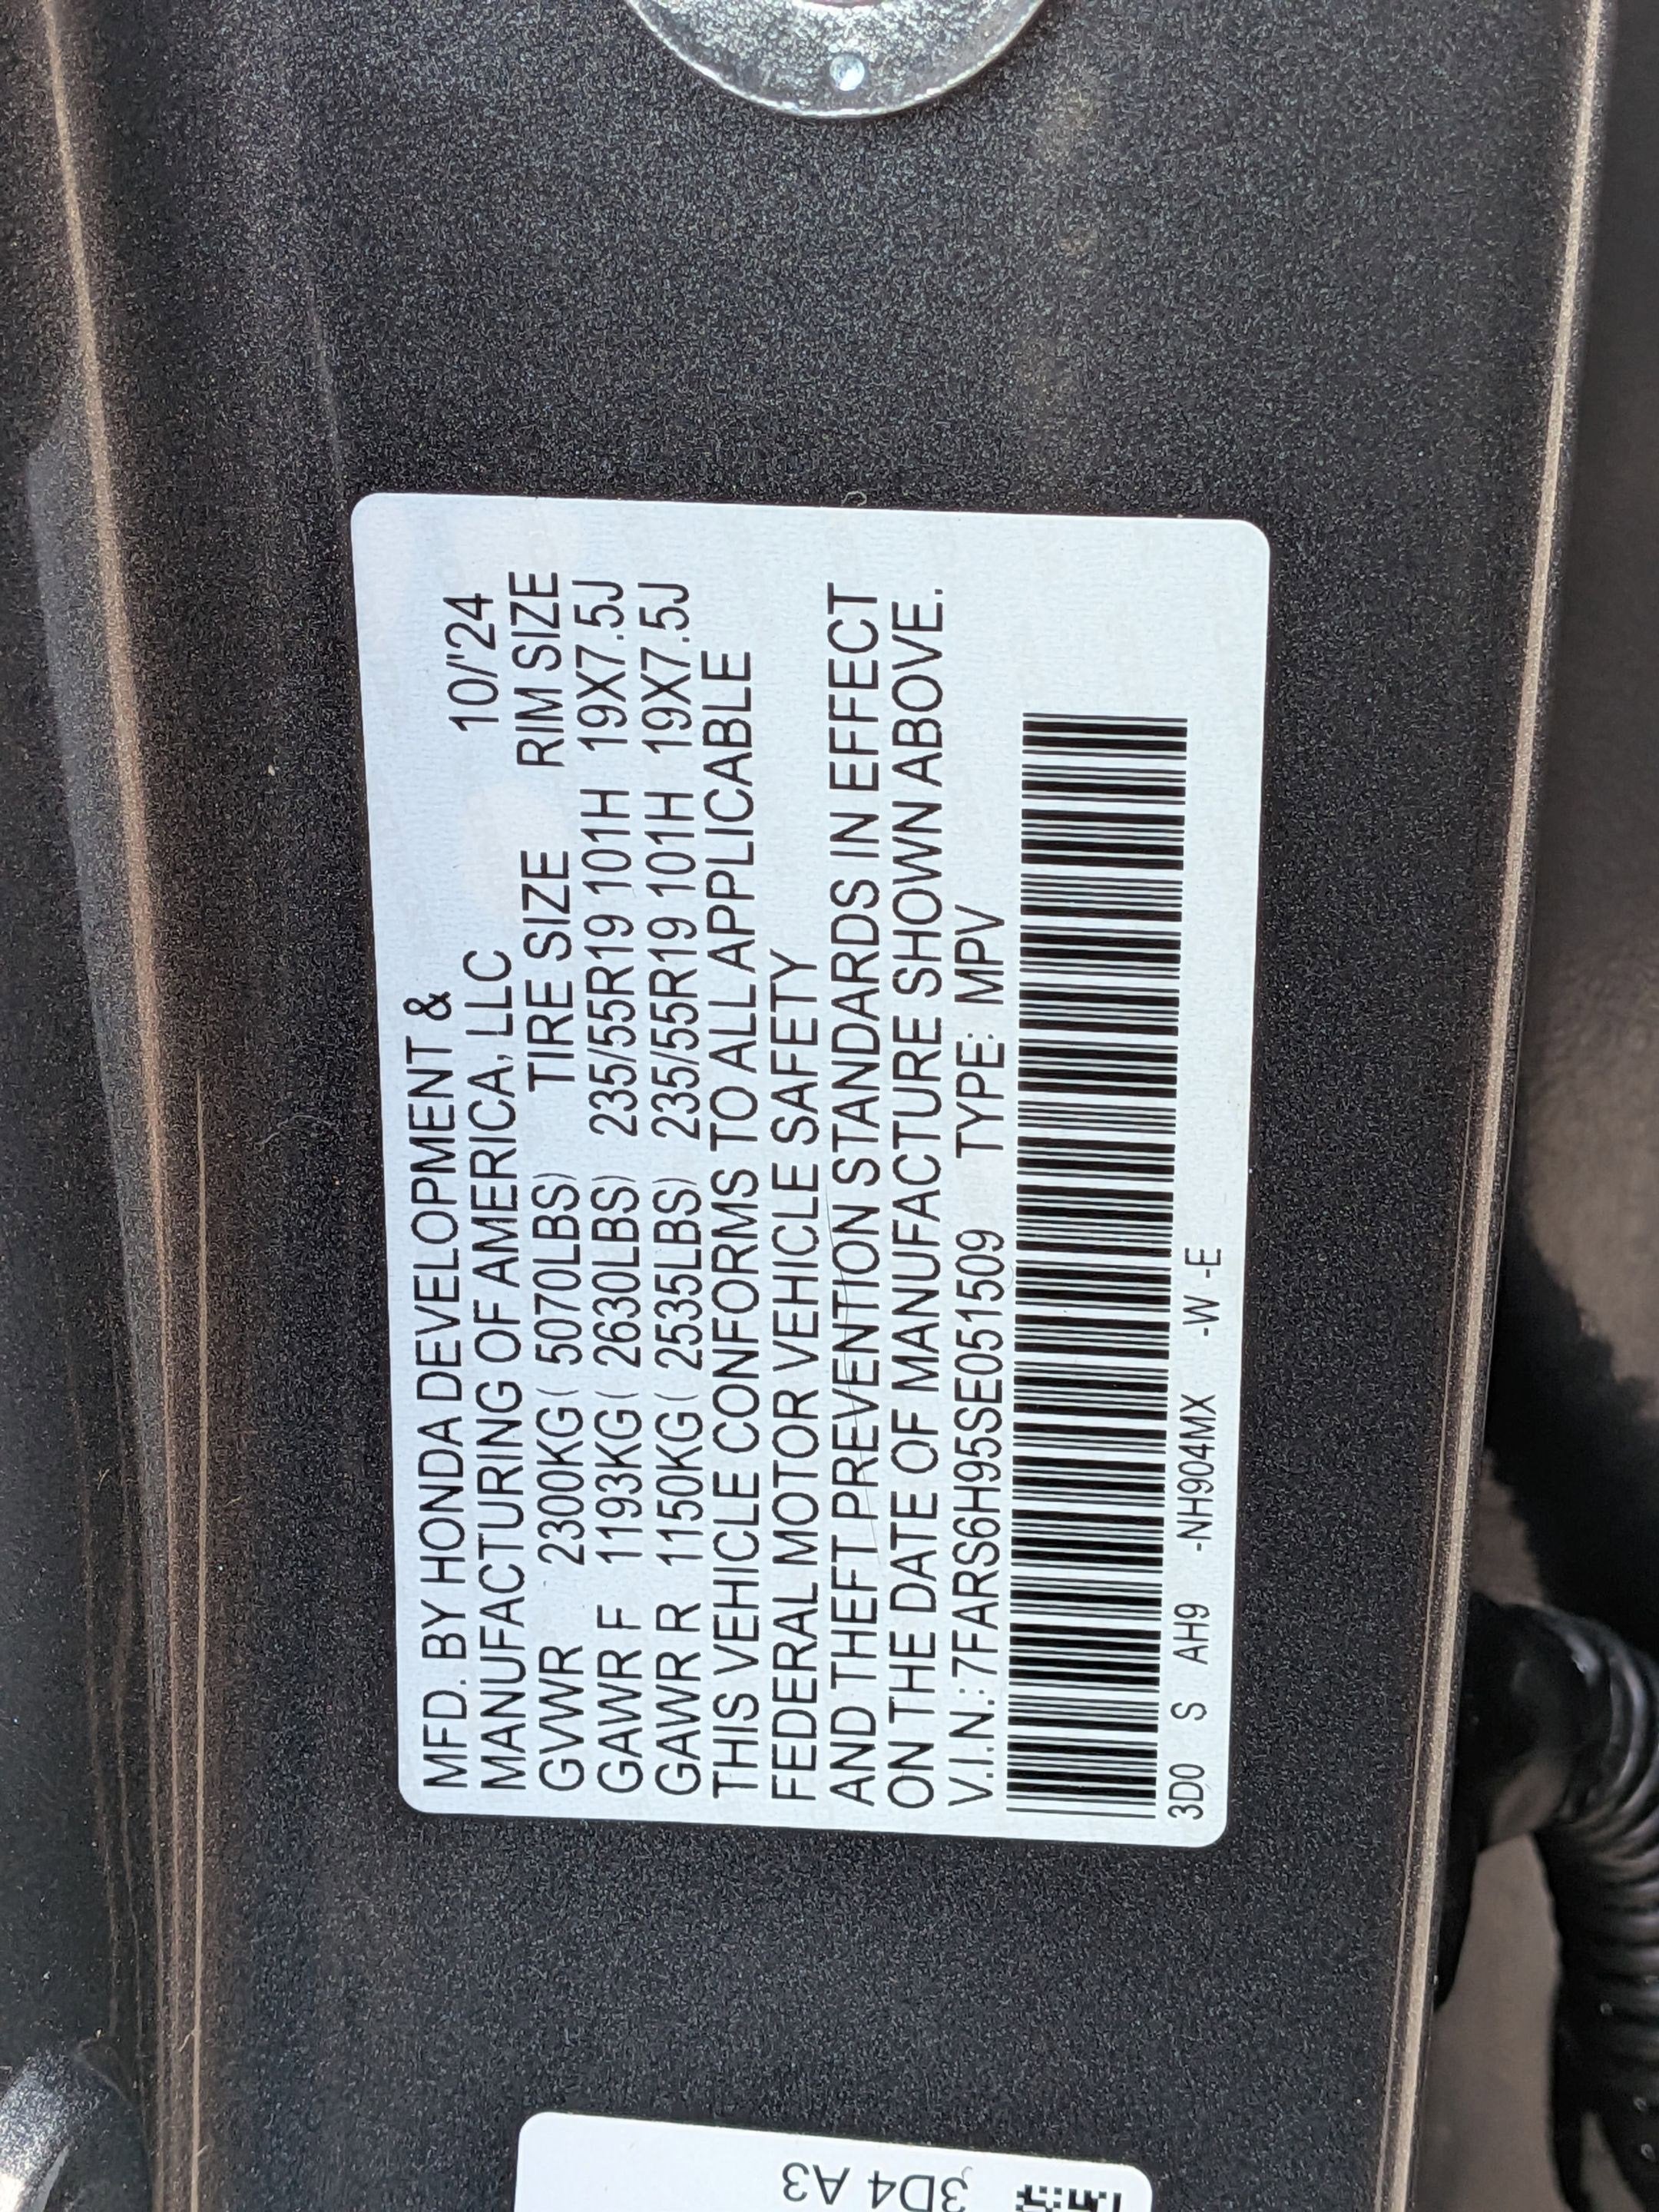 MFD. BY HONDA DEVELOPMENT &
MANUFACTURING OF AMERICA, LLC 10/'24
GVWR 2300KG ( 5070LBS) TIRE SIZE RIM SIZE
GAWR F 1193KG ( 2630LBS) 235/55R19 101H 19X7.5J
GAWR R 1150KG ( 2535LBS) 235/55R19 101H 19X7.5J
THIS VEHICLE CONFORMS TO ALL APPLICABLE
FEDERAL MOTOR VEHICLE SAFETY
AND THEFT PREVENTION STANDARDS IN EFFECT
ON THE DATE OF MANUFACTURE SHOWN ABOVE.
V.I.N.: 7FARS6H95SE051509 TYPE: MPV
3D0 S AH9 -NH904MX -W -E
3D4 A3